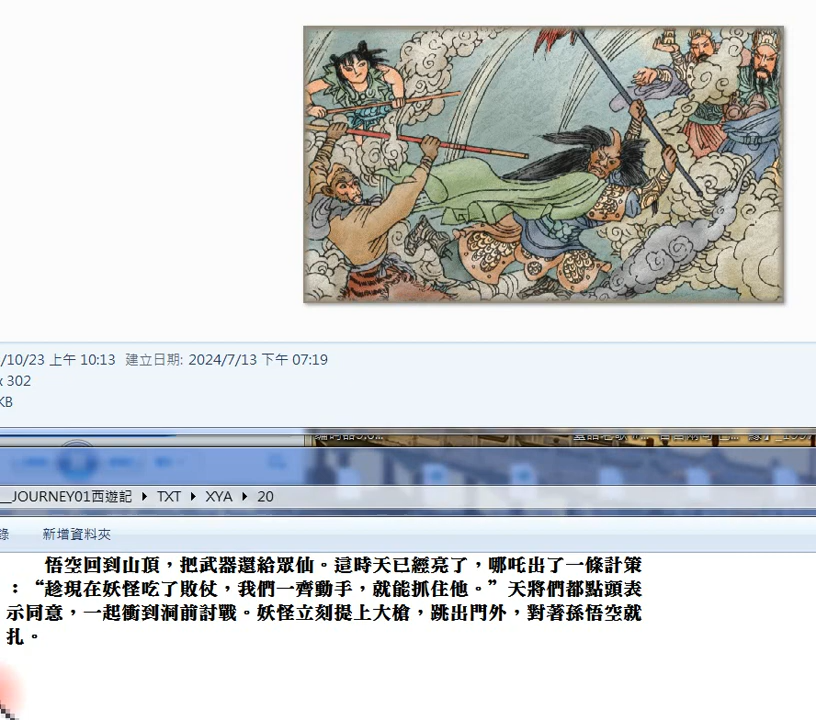 /10/23 上午 10:13 建立日期: 2024/7/13 下午 07:19
x 302
KB
__JOURNEY01西遊記 ▸ TXT ▸ XYA ▸ 20
錄 新增資料夾
悟空回到山頂，把武器還給眾仙。這時天已經亮了，哪吒出了一條計策
：“趁現在妖怪吃了敗仗，我們一齊動手，就能抓住他。”天將們都點頭表
示同意，一起衝到洞前討戰。妖怪立刻提上大槍，跳出門外，對著孫悟空就
扎。